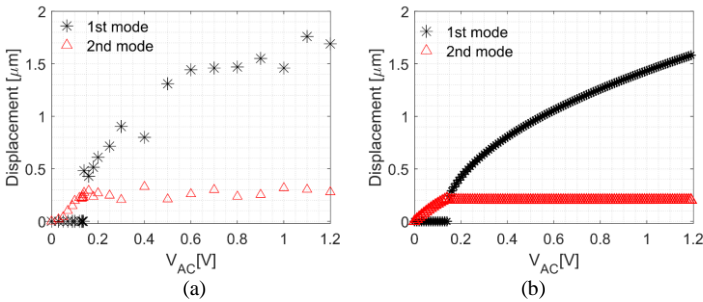 2
1.5
1
0.5
0
Displacement [μm]
1st mode
2nd mode
0 0.2 0.4 0.6 0.8 1 1.2
V_AC[V]
(a)
2
1.5
1
0.5
0
Displacement [μm]
1st mode
2nd mode
0 0.2 0.4 0.6 0.8 1 1.2
V_AC[V]
(b)